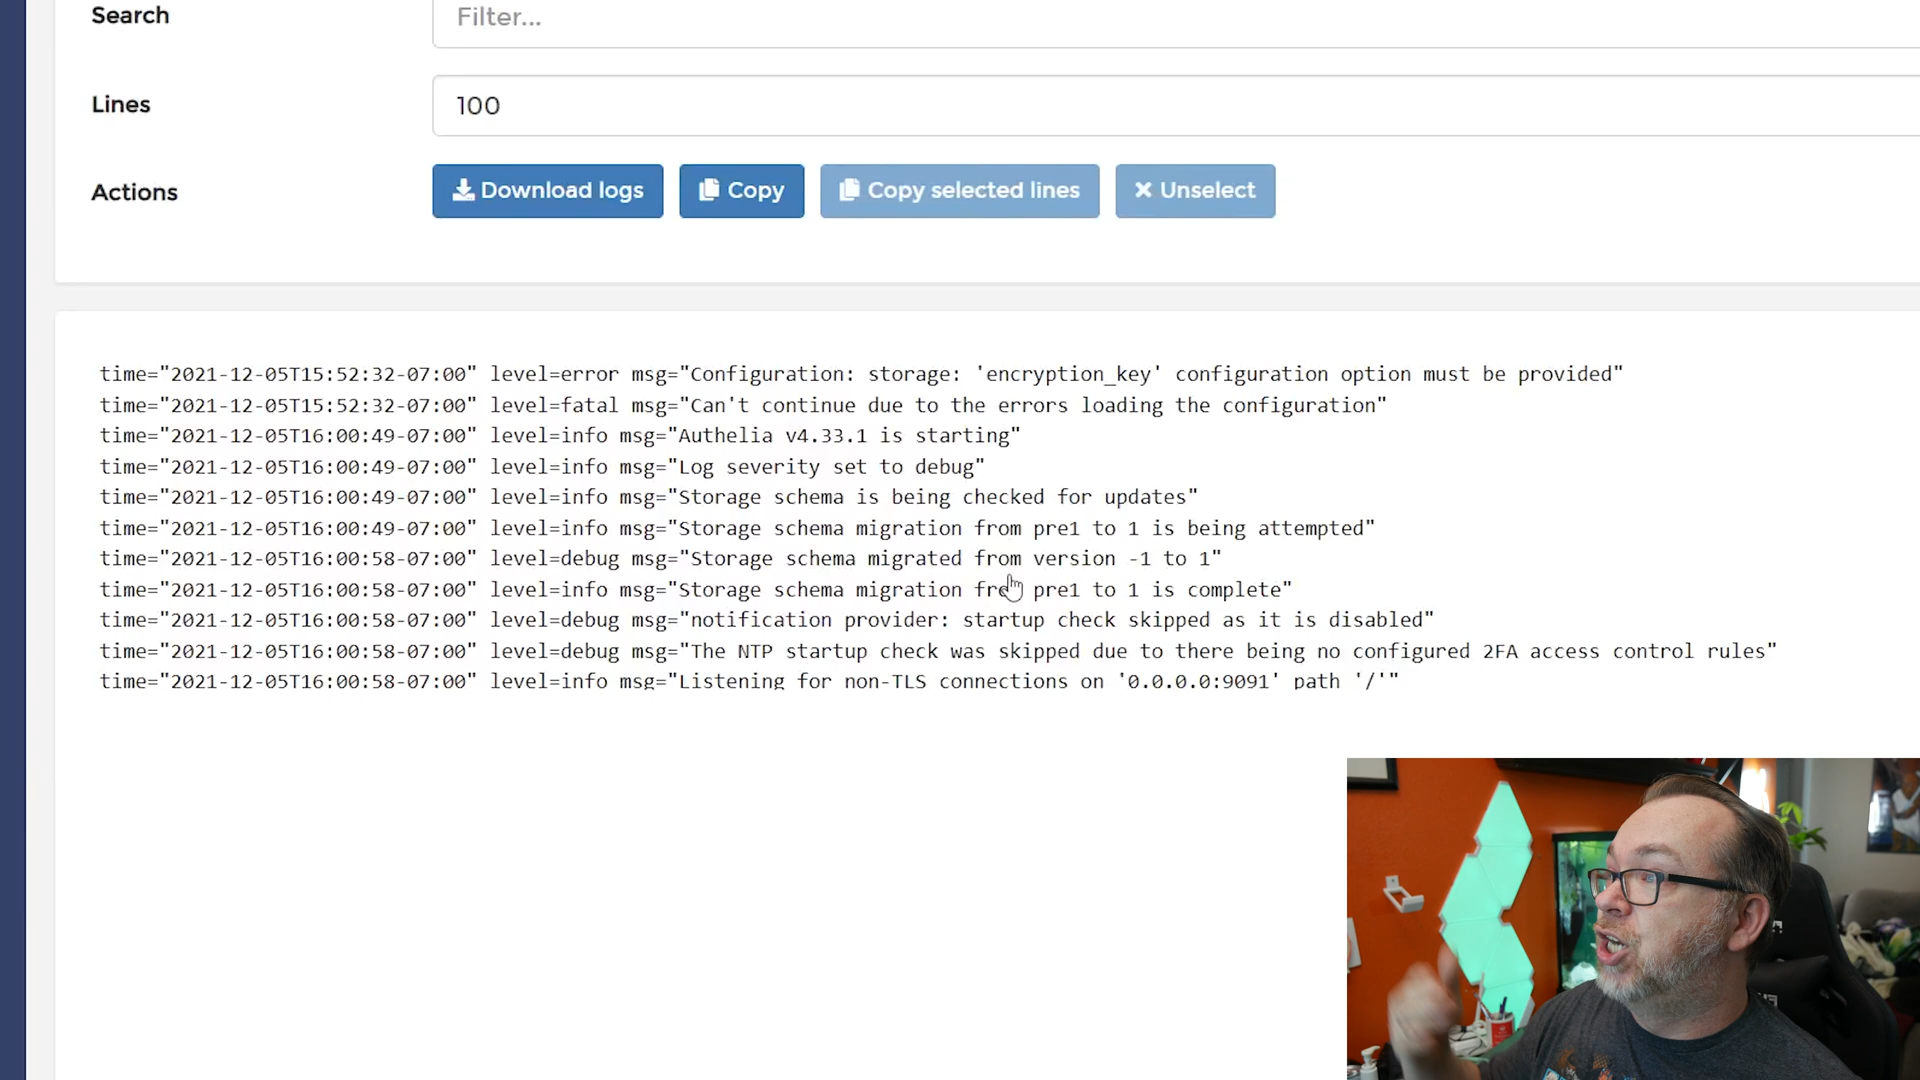 Search
Filter...
Lines
100
Actions
Download logs
Copy
Copy selected lines
Unselect
time="2021-12-05T15:52:32-07:00" level=error msg="Configuration: storage: 'encryption_key' configuration option must be provided"
time="2021-12-05T15:52:32-07:00" level=fatal msg="Can't continue due to the errors loading the configuration"
time="2021-12-05T16:00:49-07:00" level=info msg="Authelia v4.33.1 is starting"
time="2021-12-05T16:00:49-07:00" level=info msg="Log severity set to debug"
time="2021-12-05T16:00:49-07:00" level=info msg="Storage schema is being checked for updates"
time="2021-12-05T16:00:49-07:00" level=info msg="Storage schema migration from pre1 to 1 is being attempted"
time="2021-12-05T16:00:58-07:00" level=debug msg="Storage schema migrated from version -1 to 1"
time="2021-12-05T16:00:58-07:00" level=info msg="Storage schema migration from pre1 to 1 is complete"
time="2021-12-05T16:00:58-07:00" level=debug msg="notification provider: startup check skipped as it is disabled"
time="2021-12-05T16:00:58-07:00" level=debug msg="The NTP startup check was skipped due to there being no configured 2FA access control rules"
time="2021-12-05T16:00:58-07:00" level=info msg="Listening for non-TLS connections on '0.0.0.0:9091' path '/'"